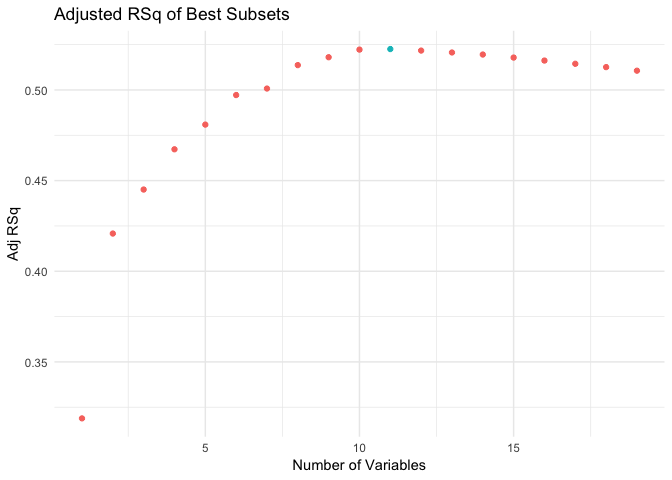 Adjusted RSq of Best Subsets
Adj RSq
0.50
0.45
0.40
0.35
5
10
15
Number of Variables